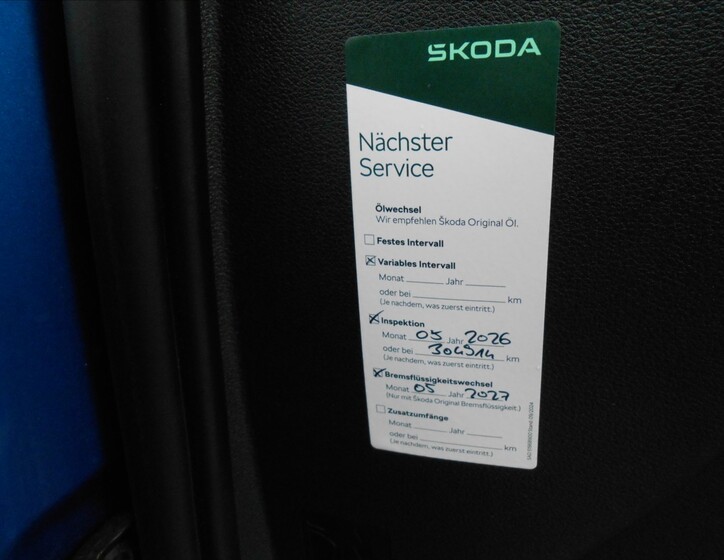 ŠKODA
Nächster
Service
Ölwechsel
Wir empfehlen Škoda Original Öl.
Festes Intervall
Variables Intervall
Monat Jahr
oder bei km
(Je nachdem, was zuerst eintritt.)
Inspektion
Monat 05 Jahr 2026
oder bei 304514 km
(Je nachdem, was zuerst eintritt.)
Bremsflüssigkeitswechsel
Monat 05 Jahr 2027
(Nur mit Škoda Original Bremsflüssigkeit.)
Zusatzumfänge
Monat Jahr
oder bei km
(Je nachdem, was zuerst eintritt.)